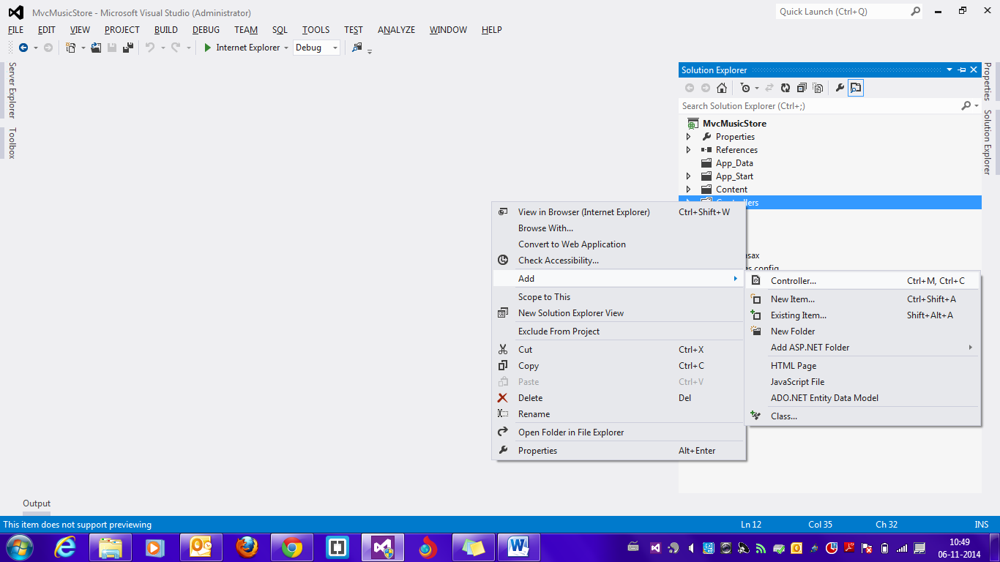 MvcMusicStore - Microsoft Visual Studio (Administrator)
Quick Launch (Ctrl+Q)
FILE EDIT VIEW PROJECT BUILD DEBUG TEAM SQL TOOLS TEST ANALYZE WINDOW HELP
Internet Explorer Debug
Server Explorer
Toolbox
Solution Explorer
Search Solution Explorer (Ctrl+;)
MvcMusicStore
Properties
References
App_Data
App_Start
Content
Properties
Solution Explorer
View in Browser (Internet Explorer) Ctrl+Shift+W
Browse With...
Convert to Web Application
Check Accessibility...
Add
Scope to This
New Solution Explorer View
Exclude From Project
Cut Ctrl+X
Copy Ctrl+C
Paste Ctrl+V
Delete Del
Rename
Open Folder in File Explorer
Properties Alt+Enter
Controller... Ctrl+M, Ctrl+C
New Item... Ctrl+Shift+A
Existing Item... Shift+Alt+A
New Folder
Add ASP.NET Folder
HTML Page
JavaScript File
ADO.NET Entity Data Model
Class...
Output
This item does not support previewing
Ln 12 Col 35 Ch 32 INS
10:49
06-11-2014